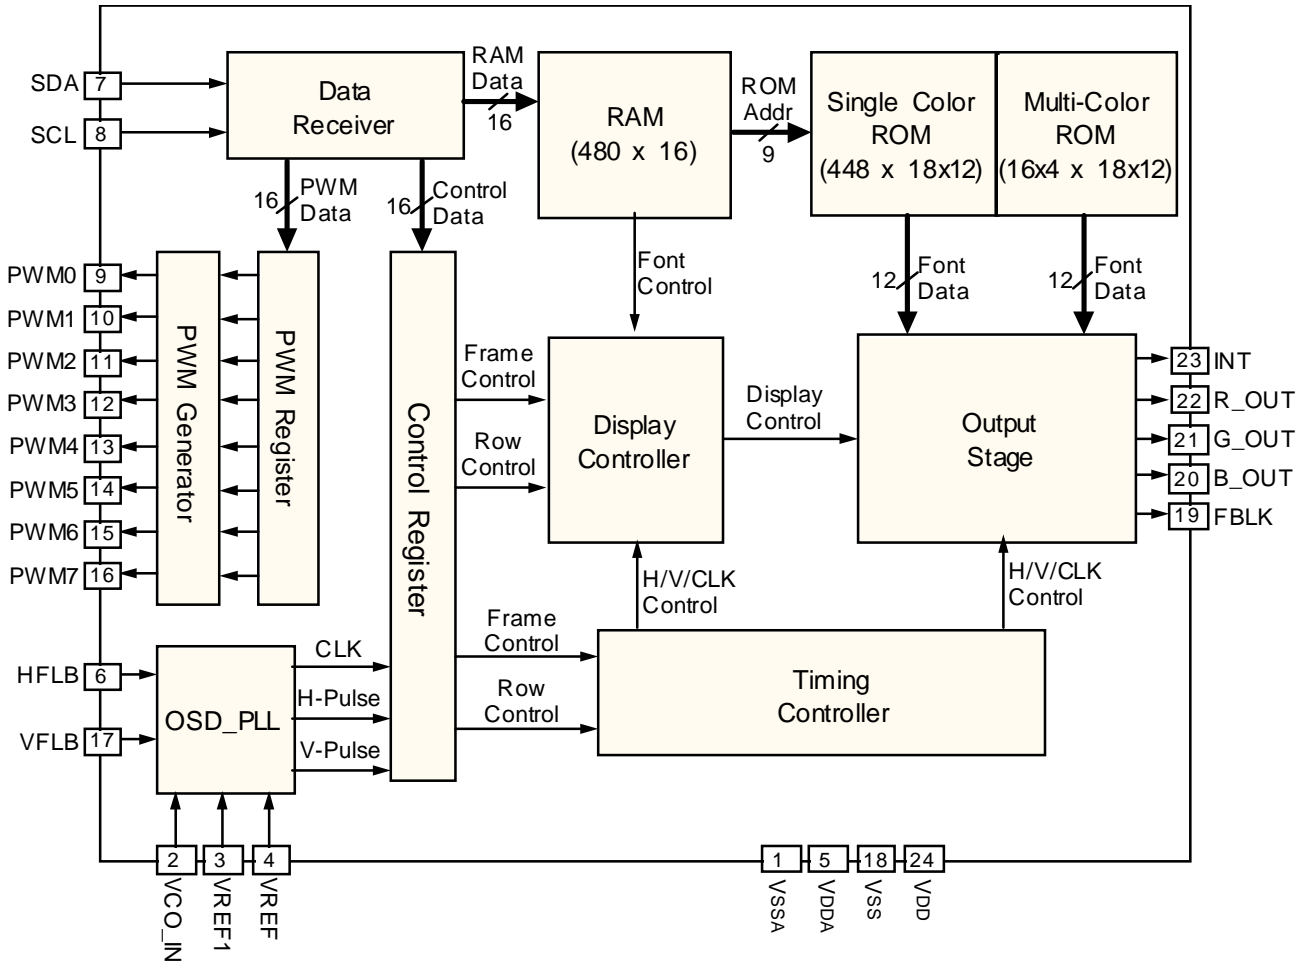 SDA 7
SCL 8
Data
Receiver
RAM
Data
16
RAM
(480 x 16)
ROM
Addr
9
Single Color
ROM
(448 x 18x12)
Multi-Color
ROM
(16x4 x 18x12)
16 PWM
Data
16 Control
Data
PWM0 9
PWM1 10
PWM2 11
PWM3 12
PWM4 13
PWM5 14
PWM6 15
PWM7 16
PWM Generator
PWM Register
Control Register
Font
Control
12 Font
Data
12 Font
Data
Frame
Control
Row
Control
Display
Controller
Display
Control
Output
Stage
23 INT
22 R_OUT
21 G_OUT
20 B_OUT
19 FBLK
H/V/CLK
Control
H/V/CLK
Control
HFLB 6
VFLB 17
OSD_PLL
CLK
H-Pulse
V-Pulse
Frame
Control
Row
Control
Timing
Controller
2 VCO_IN
3 VREF1
4 VREF
1 VSSA
5 VDDA
18 VSS
24 VDD